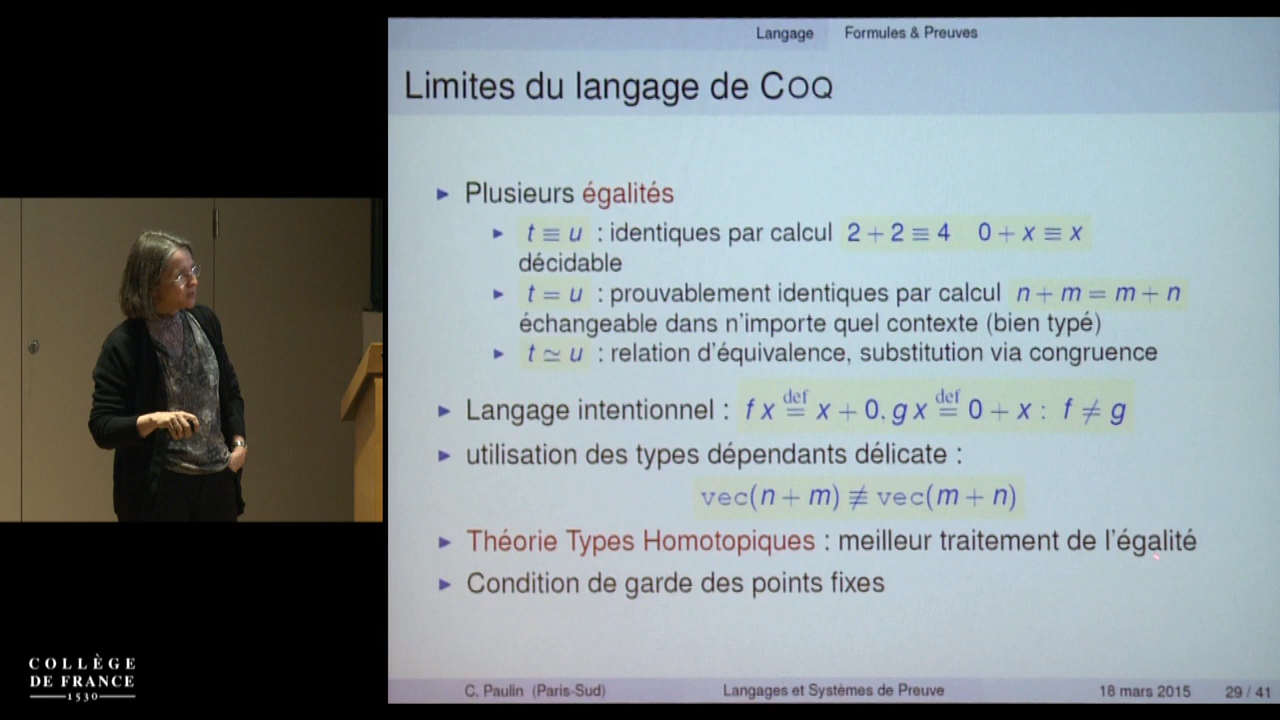 Langage Formules & Preuves
Limites du langage de COQ
Plusieurs égalités
t ≡ u : identiques par calcul 2 + 2 ≡ 4 0 + x ≡ x
décidable
t = u : prouvablement identiques par calcul n + m = m + n
échangeable dans n'importe quel contexte (bien typé)
t ≃ u : relation d'équivalence, substitution via congruence
Langage intentionnel : f x def= x + 0, g x def= 0 + x : f ≠ g
utilisation des types dépendants délicate :
vec(n + m) ≢ vec(m + n)
Théorie Types Homotopiques : meilleur traitement de l'égalité
Condition de garde des points fixes
C. Paulin (Paris-Sud) Langages et Systèmes de Preuve 18 mars 2015 29 / 41
COLLÈGE
DE FRANCE
1530